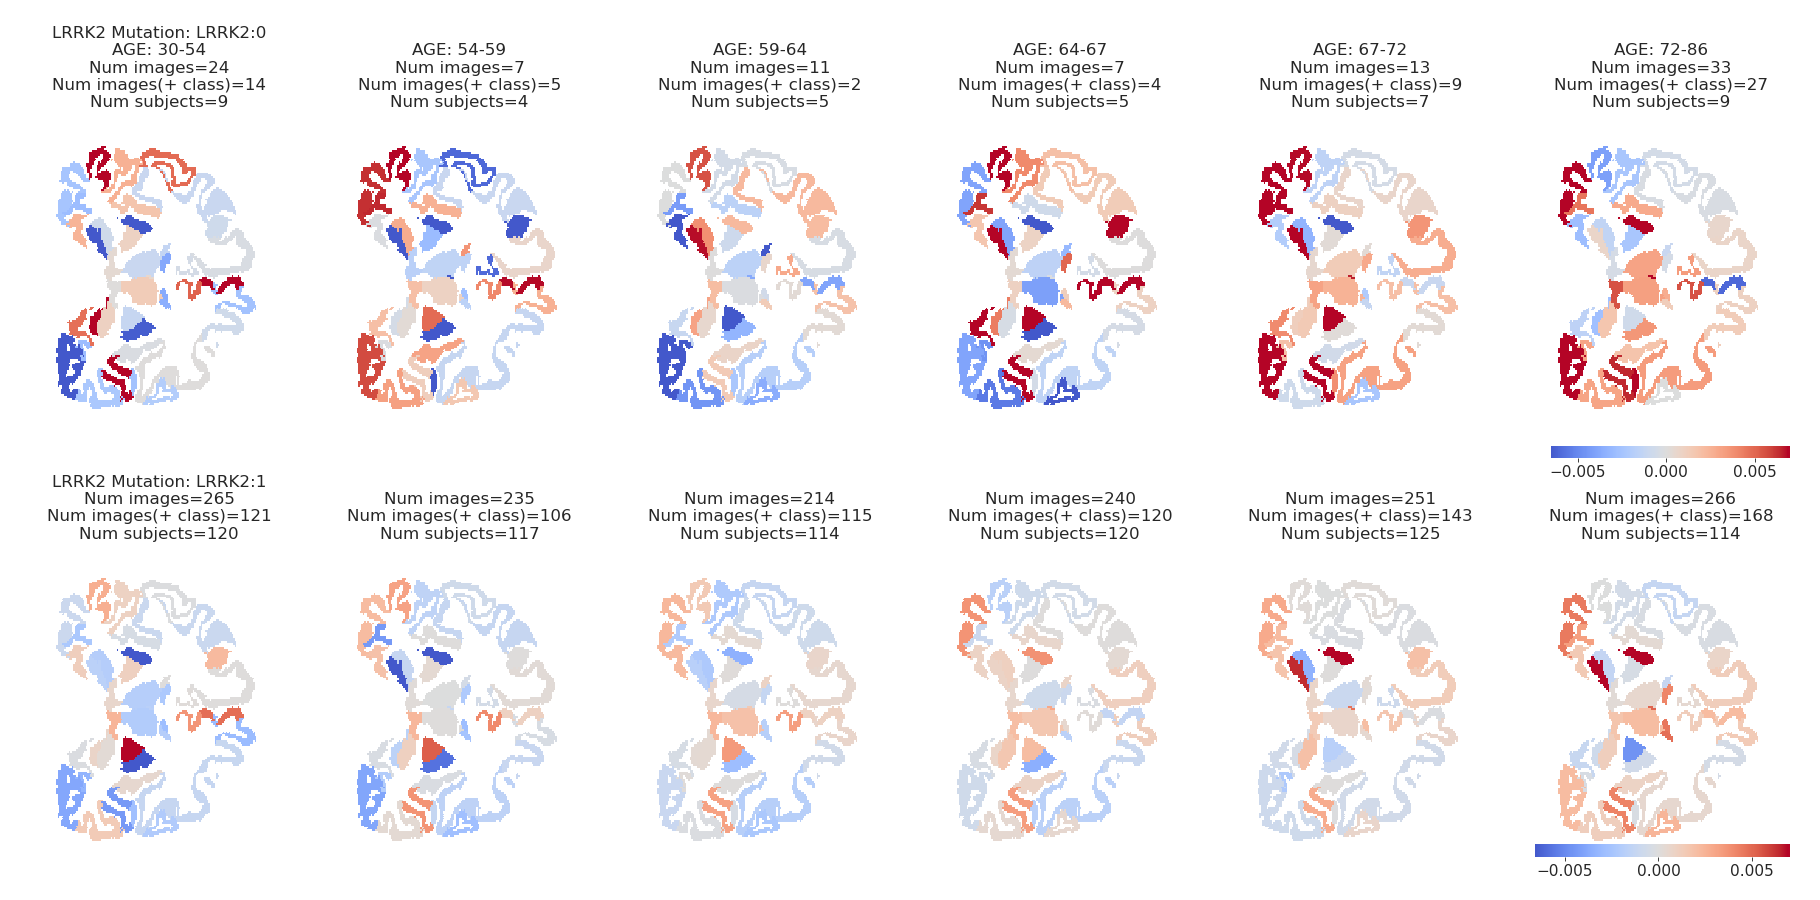 LRRK2 Mutation: LRRK2:0
AGE: 30-54
Num images=24
Num images(+ class)=14
Num subjects=9
AGE: 54-59
Num images=7
Num images(+ class)=5
Num subjects=4
AGE: 59-64
Num images=11
Num images(+ class)=2
Num subjects=5
AGE: 64-67
Num images=7
Num images(+ class)=4
Num subjects=5
AGE: 67-72
Num images=13
Num images(+ class)=9
Num subjects=7
AGE: 72-86
Num images=33
Num images(+ class)=27
Num subjects=9
−0.005 0.000 0.005
LRRK2 Mutation: LRRK2:1
Num images=265
Num images(+ class)=121
Num subjects=120
Num images=235
Num images(+ class)=106
Num subjects=117
Num images=214
Num images(+ class)=115
Num subjects=114
Num images=240
Num images(+ class)=120
Num subjects=120
Num images=251
Num images(+ class)=143
Num subjects=125
Num images=266
Num images(+ class)=168
Num subjects=114
−0.005 0.000 0.005